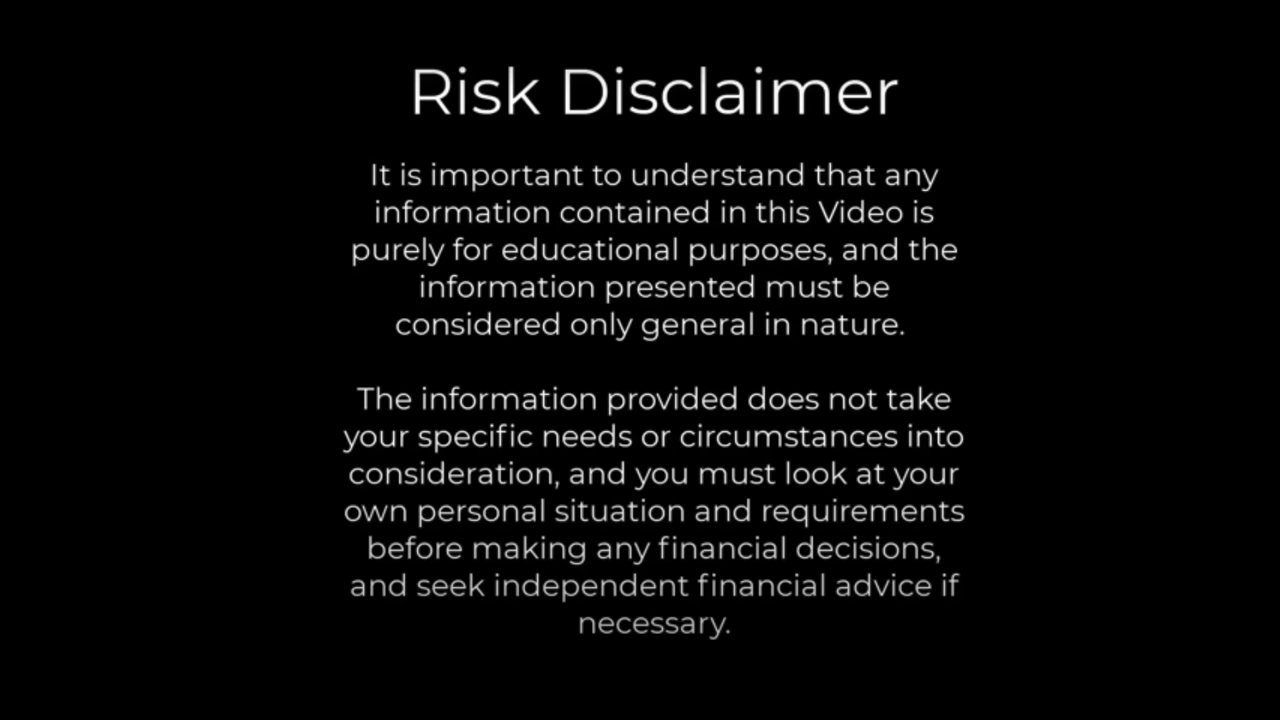 Risk Disclaimer
It is important to understand that any
information contained in this Video is
purely for educational purposes, and the
information presented must be
considered only general in nature.
The information provided does not take
your specific needs or circumstances into
consideration, and you must look at your
own personal situation and requirements
before making any financial decisions,
and seek independent financial advice if
necessary.